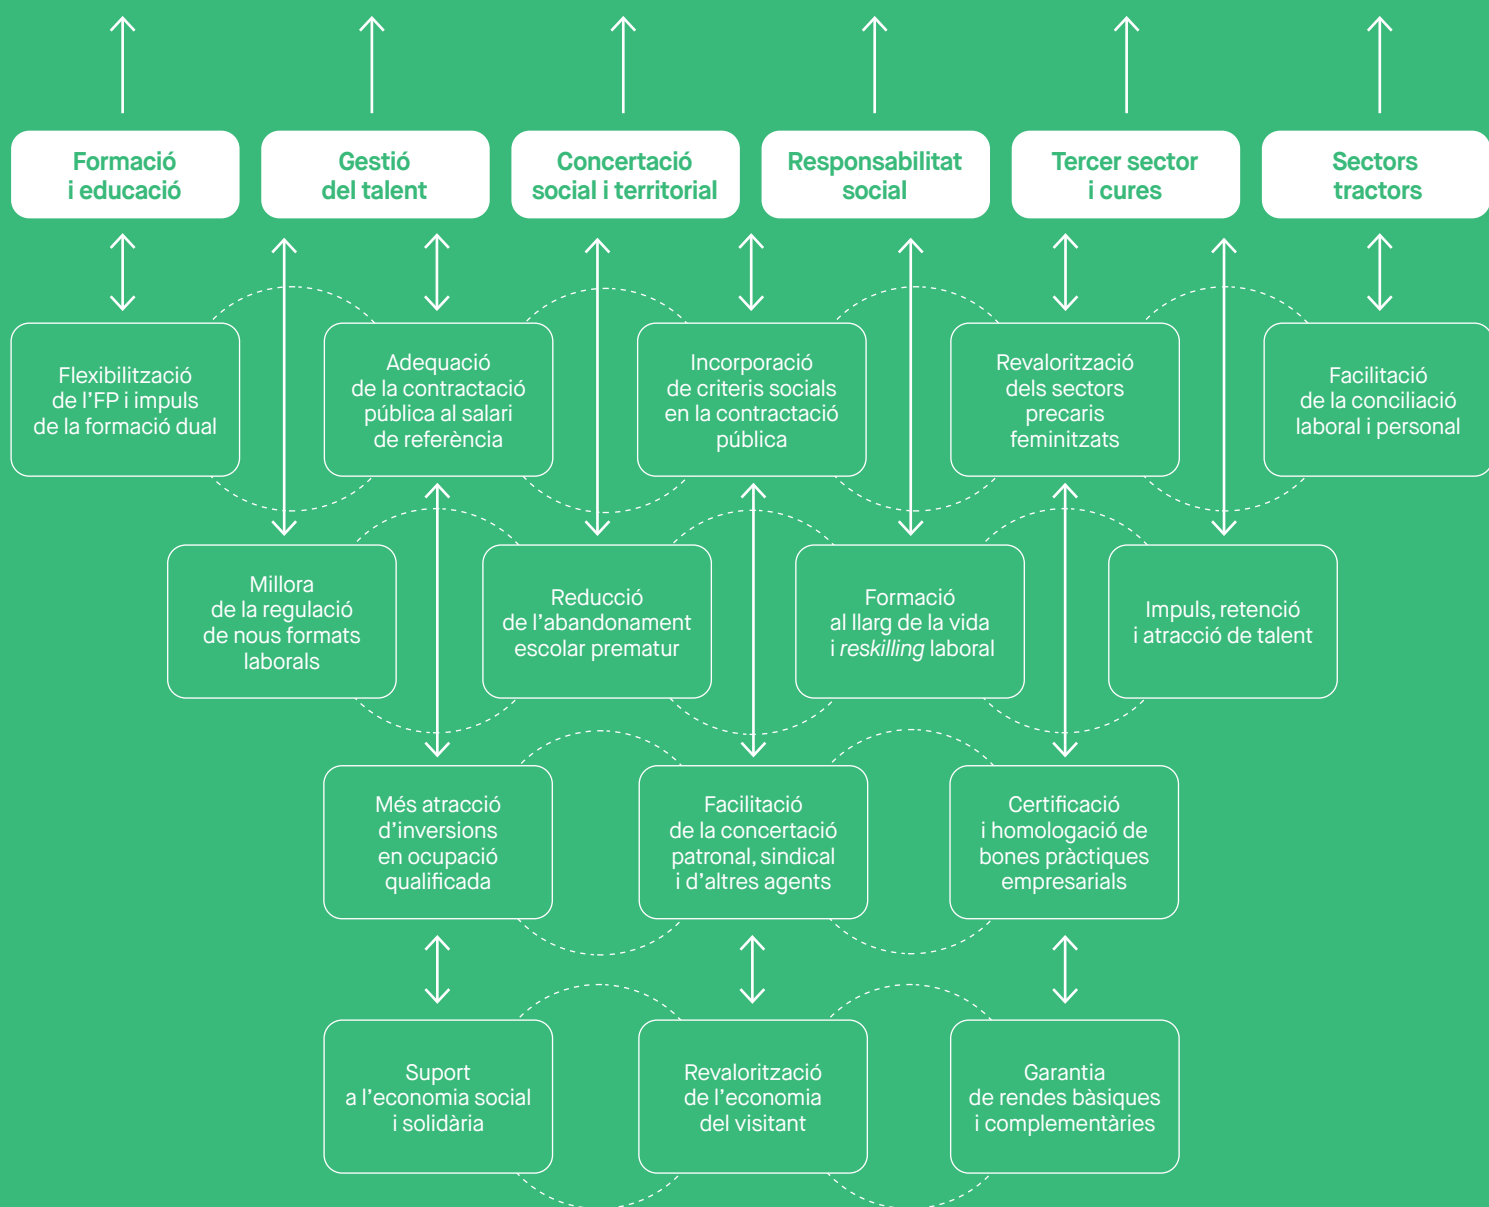 Formació
i educació
Gestió
del talent
Concertació
social i territorial
Responsabilitat
social
Tercer sector
i cures
Sectors
tractors
Flexibilització
de l’FP i impuls
de la formació dual
Adequació
de la contractació
pública al salari
de referència
Incorporació
de criteris socials
en la contractació
pública
Revalorització
dels sectors
precaris
feminitzats
Facilitació
de la conciliació
laboral i personal
Millora
de la regulació
de nous formats
laborals
Reducció
de l’abandonament
escolar prematur
Formació
al llarg de la vida
i reskilling laboral
Impuls, retenció
i atracció de talent
Més atracció
d’inversions
en ocupació
qualificada
Facilitació
de la concertació
patronal, sindical
i d’altres agents
Certificació
i homologació de
bones pràctiques
empresarials
Suport
a l’economia social
i solidària
Revalorització
de l’economia
del visitant
Garantia
de rendes bàsiques
i complementàries